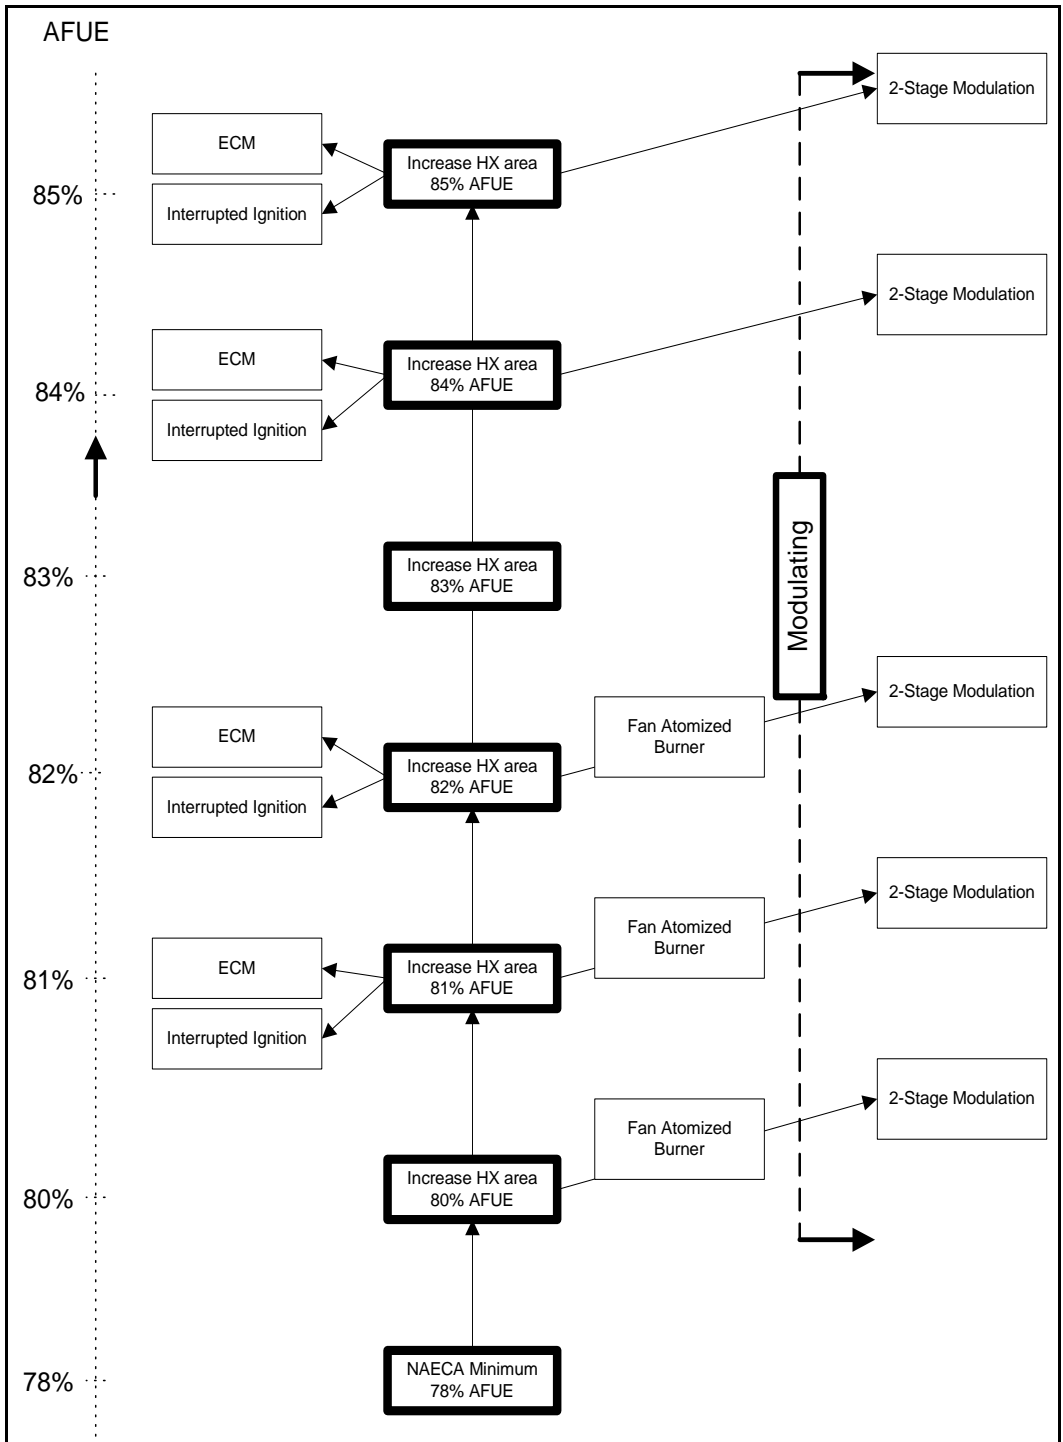 AFUE
2-Stage Modulation
ECM
Increase HX area
85% AFUE
85%
Interrupted Ignition
2-Stage Modulation
ECM
Increase HX area
84% AFUE
84%
Interrupted Ignition
Modulating
83%
Increase HX area
83% AFUE
2-Stage Modulation
Fan Atomized
Burner
ECM
Increase HX area
82% AFUE
82%
Interrupted Ignition
2-Stage Modulation
Fan Atomized
Burner
ECM
Increase HX area
81% AFUE
81%
Interrupted Ignition
2-Stage Modulation
Fan Atomized
Burner
Increase HX area
80% AFUE
80%
NAECA Minimum
78% AFUE
78%